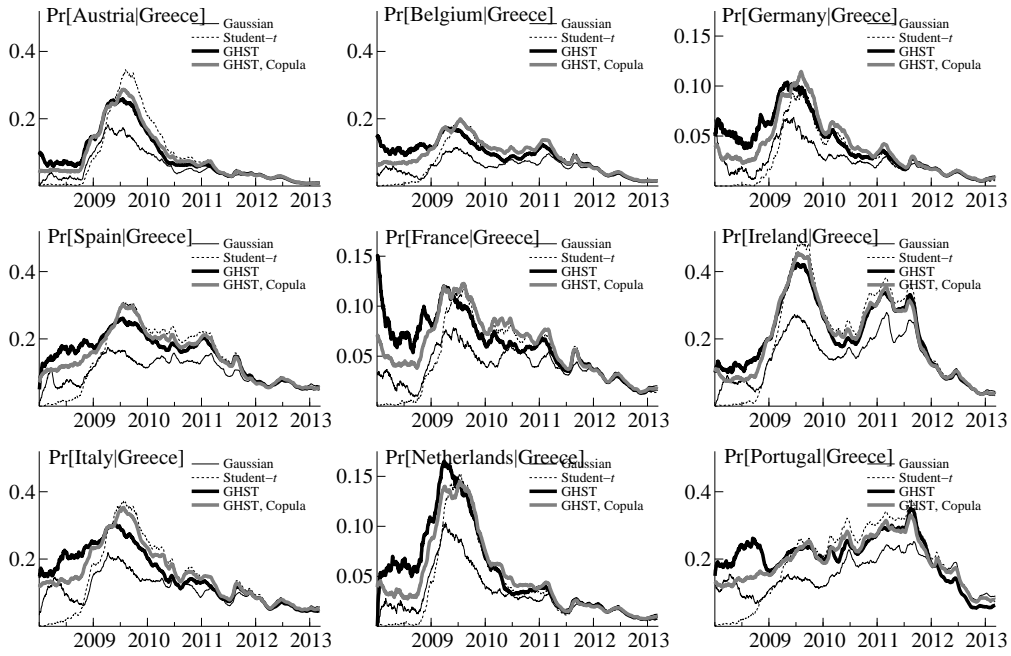 Pr[Austria|Greece]
Gaussian
Student-t
GHST
GHST, Copula
0.4
0.2
2009 2010 2011 2012 2013
Pr[Belgium|Greece]
Gaussian
Student-t
GHST
GHST, Copula
0.4
0.2
2009 2010 2011 2012 2013
Pr[Germany|Greece]
Gaussian
Student-t
GHST
GHST, Copula
0.15
0.10
0.05
2009 2010 2011 2012 2013
Pr[Spain|Greece]
Gaussian
Student-t
GHST
GHST, Copula
0.4
0.2
2009 2010 2011 2012 2013
Pr[France|Greece]
Gaussian
Student-t
GHST
GHST, Copula
0.15
0.10
0.05
2009 2010 2011 2012 2013
Pr[Ireland|Greece]
Gaussian
Student-t
GHST
GHST, Copula
0.4
0.2
2009 2010 2011 2012 2013
Pr[Italy|Greece]
Gaussian
Student-t
GHST
GHST, Copula
0.4
0.2
2009 2010 2011 2012 2013
Pr[Netherlands|Greece]
Gaussian
Student-t
GHST
GHST, Copula
0.15
0.10
0.05
2009 2010 2011 2012 2013
Pr[Portugal|Greece]
Gaussian
Student-t
GHST
GHST, Copula
0.4
0.2
2009 2010 2011 2012 2013